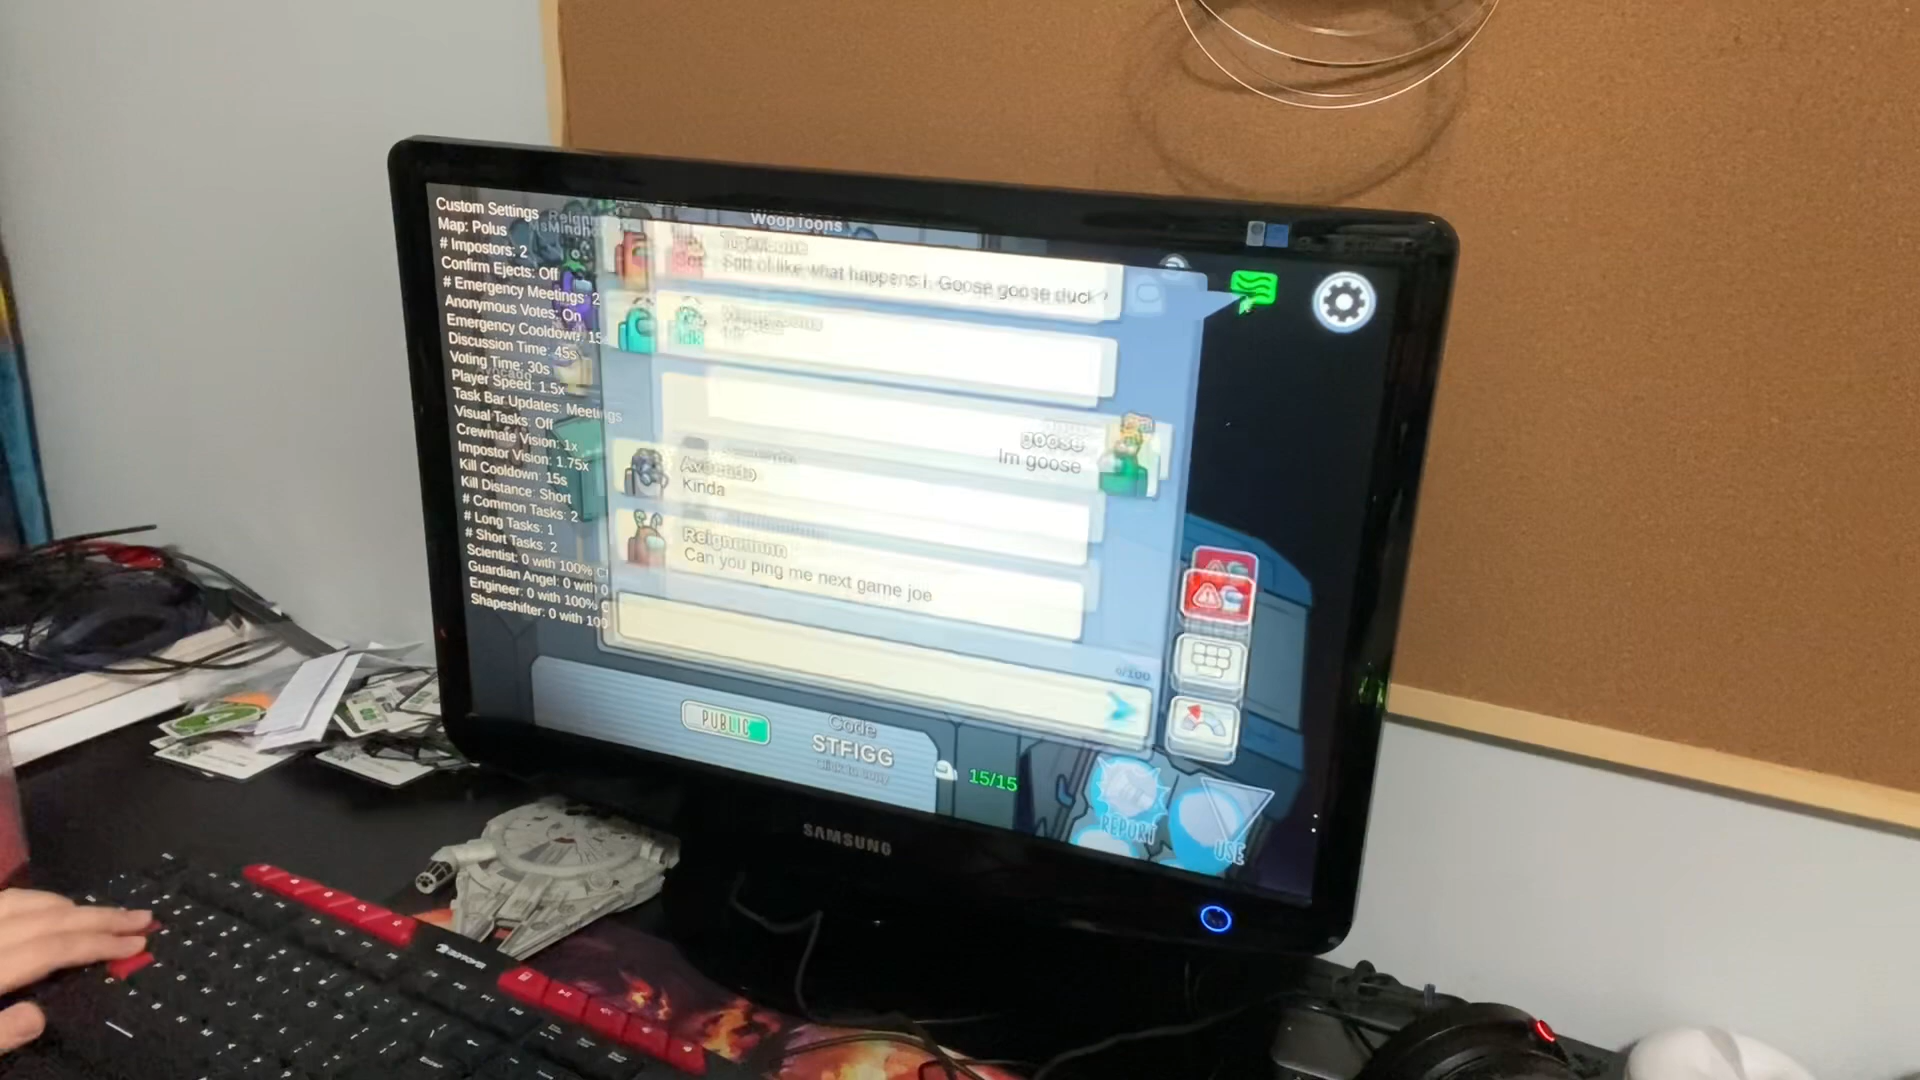 Custom Settings
Map: Polus
# Impostors: 2
Confirm Ejects: Off
# Emergency Meetings: 2
Anonymous Votes: On
Emergency Cooldown: 15s
Discussion Time: 45s
Voting Time: 30s
Player Speed: 1.5x
Task Bar Updates: Meetings
Visual Tasks: Off
Crewmate Vision: 1x
Impostor Vision: 1.75x
Kill Cooldown: 15s
Kill Distance: Short
# Common Tasks: 2
# Long Tasks: 1
# Short Tasks: 2
Scientist: 0 with 100%
Guardian Angel: 0 with 0
Engineer: 0 with 100%
Shapeshifter: 0 with 100
WoopToons
Sort of like what happens I. Goose goose duck
idk
goose
Im goose
Avocado
Kinda
Can you ping me next game joe
0/100
PUBLIC
Code
STFIGG
15/15
REPORT
USE
SAMSUNG